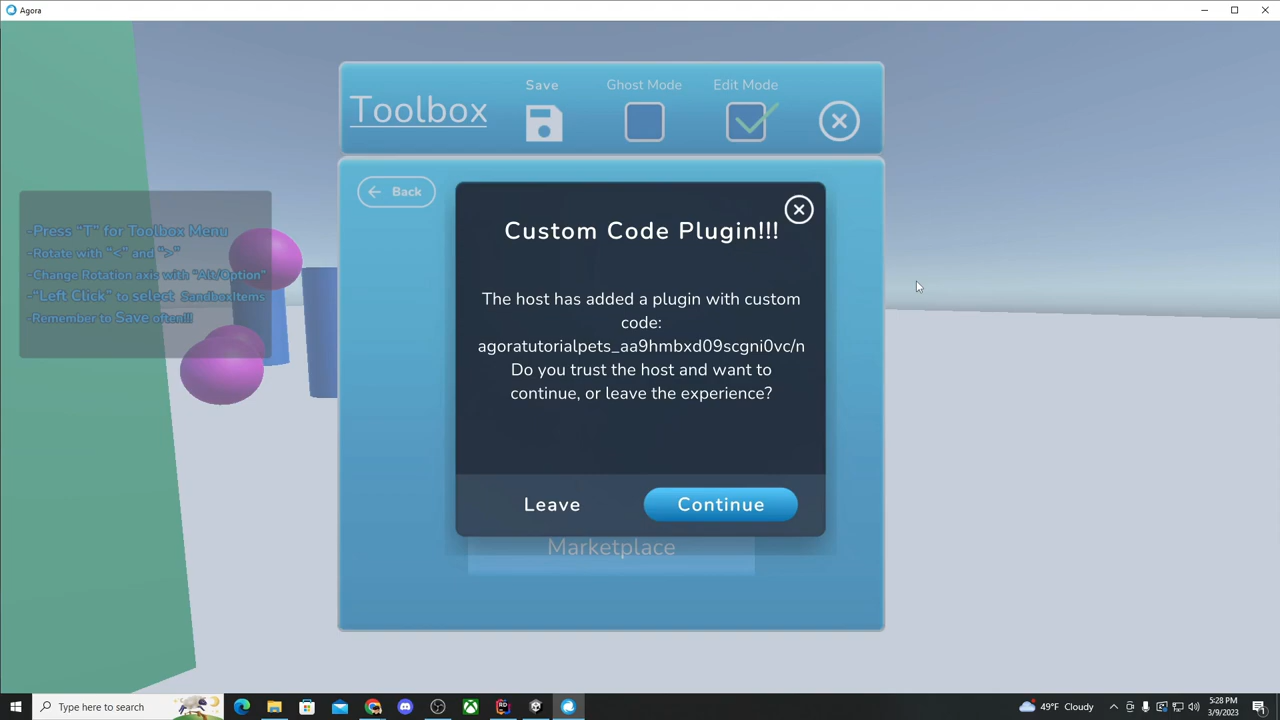 Agora
Save
Ghost Mode
Edit Mode
Toolbox
Back
-Press "T" for Toolbox Menu
-Rotate with "<" and ">"
-Change Rotation axis with "Alt/Option"
-"Left Click" to select SandboxItems
-Remember to Save often!!!
Custom Code Plugin!!!
The host has added a plugin with custom
code:
agoratutorialpets_aa9hmbxd09scgni0vc/n
Do you trust the host and want to
continue, or leave the experience?
Leave
Continue
Marketplace
Type here to search
49°F Cloudy
5:28 PM
3/9/2023